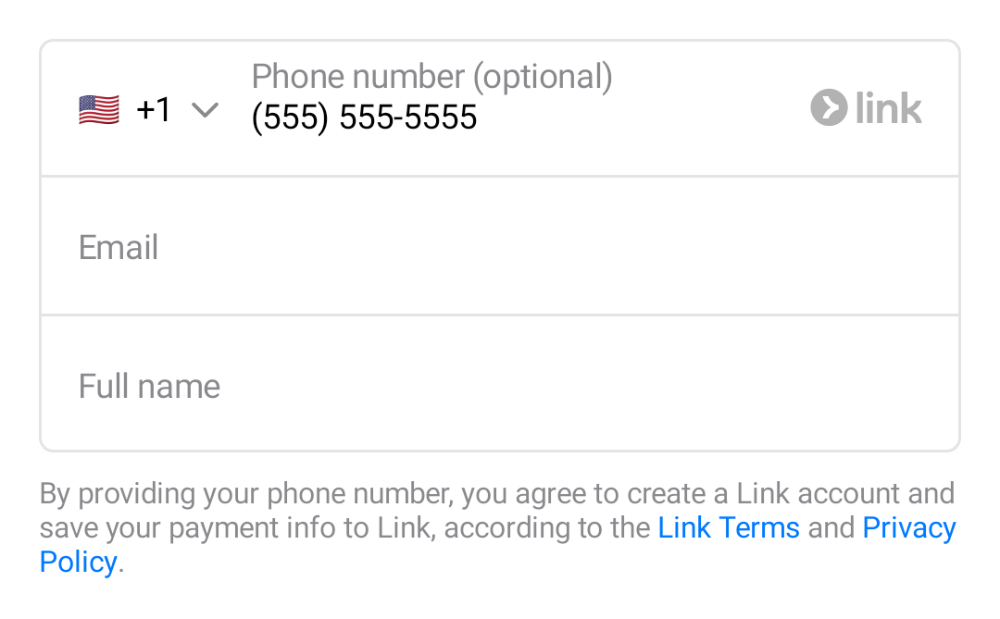 Phone number (optional)
+1 (555) 555-5555
link
Email
Full name
By providing your phone number, you agree to create a Link account and
save your payment info to Link, according to the Link Terms and Privacy
Policy.